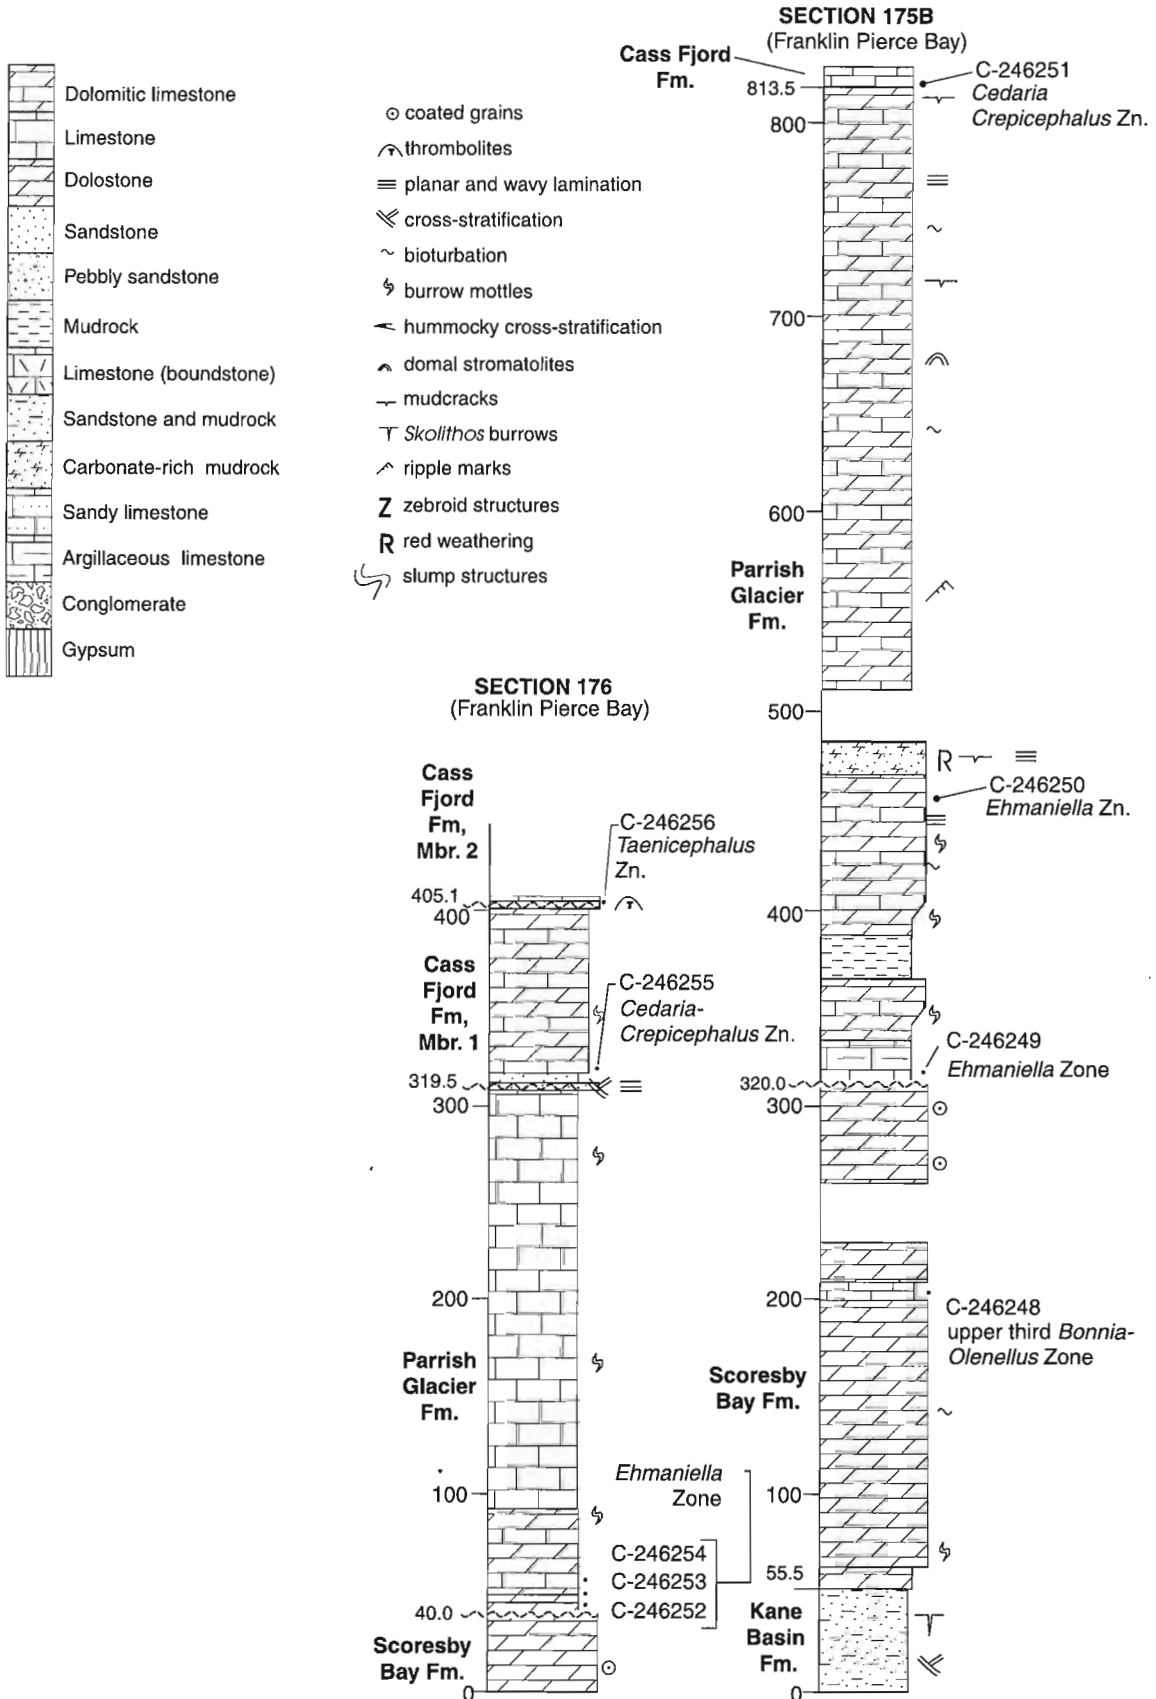 SECTION 175B
(Franklin Pierce Bay)
Cass Fjord
Fm.
813.5
C-246251
Cedaria
Crepicephalus Zn.
800
700
600
Parrish
Glacier
Fm.
500
R
C-246250
Ehmaniella Zn.
400
C-246249
Ehmaniella Zone
320.0
300
200
C-246248
upper third Bonnia-
Olenellus Zone
Scoresby
Bay Fm.
100
55.5
Kane
Basin
Fm.
0
Dolomitic limestone
Limestone
Dolostone
Sandstone
Pebbly sandstone
Mudrock
Limestone (boundstone)
Sandstone and mudrock
Carbonate-rich mudrock
Sandy limestone
Argillaceous limestone
Conglomerate
Gypsum
coated grains
thrombolites
planar and wavy lamination
cross-stratification
bioturbation
burrow mottles
hummocky cross-stratification
domal stromatolites
mudcracks
Skolithos burrows
ripple marks
Z zebroid structures
R red weathering
slump structures
SECTION 176
(Franklin Pierce Bay)
Cass
Fjord
Fm,
Mbr. 2
C-246256
Taenicephalus
Zn.
405.1
400
Cass
Fjord
Fm,
Mbr. 1
C-246255
Cedaria-
Crepicephalus Zn.
319.5
300
200
Parrish
Glacier
Fm.
100
Ehmaniella
Zone
C-246254
C-246253
C-246252
40.0
Scoresby
Bay Fm.
0